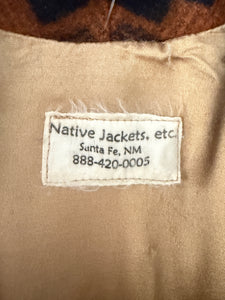 Native Jackets, etc.
Santa Fe, NM
888-420-0005